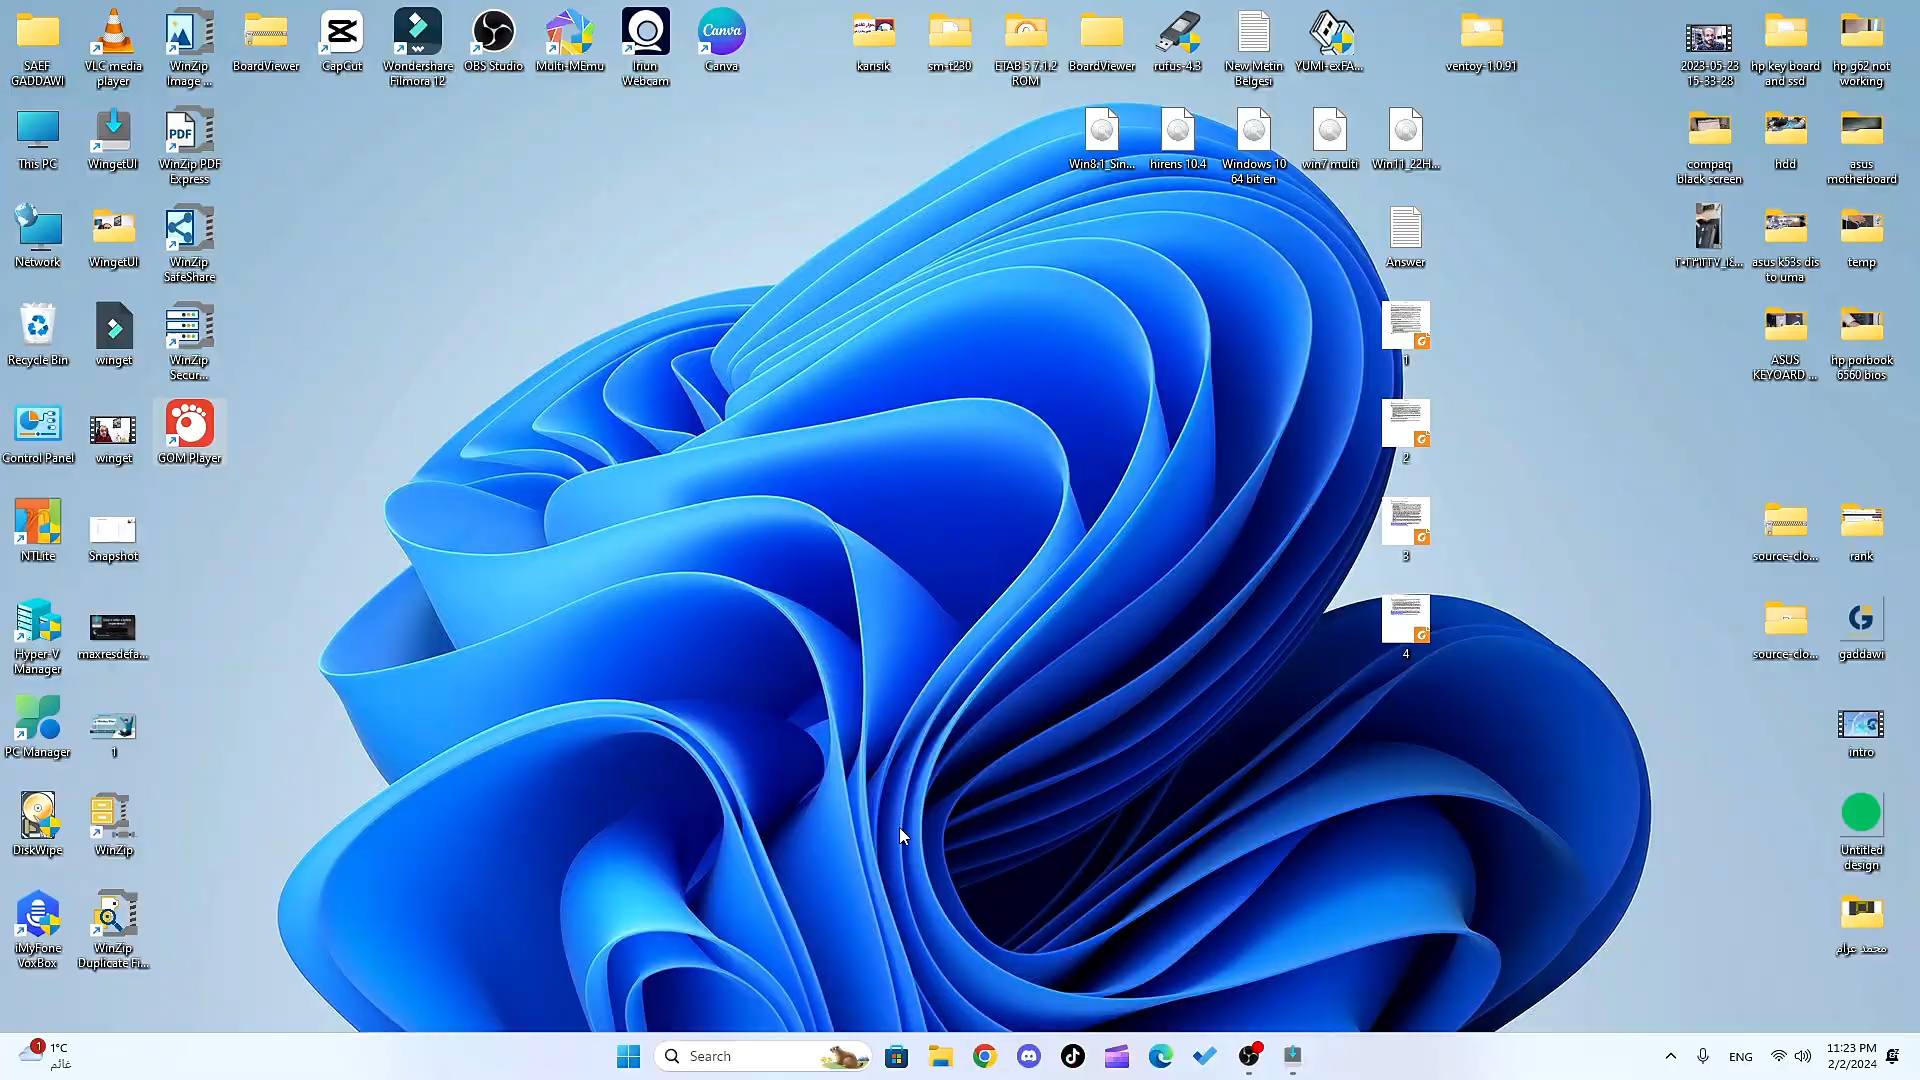 SAEF
GADDAWI
VLC media
player
WinZip
Image ...
BoardViewer
CapCut
Wondershare
Filmora 12
OBS Studio
Multi-MEmu
Iriun
Webcam
Canva
Canva
karisik
sm-t230
ETAB 5 7-1.2
ROM
BoardViewer
rufus-4.3
New Metin
Belgesi
YUMI-exFA...
ventoy-1.0.91
2023-05-23
15-33-28
hp key board
and ssd
hp g62 not
working
This PC
WingetUI
PDF
WinZip PDF
Express
Win8.1_Sin...
hirens 10.4
Windows 10
64 bit en
win7 multi
Win11_22H...
compaq
black screen
hdd
asus
motherboard
Network
WingetUI
WinZip
SafeShare
Answer
asus k53s dis
to uma
temp
Recycle Bin
winget
WinZip
Secur...
1
ASUS
KEYOARD ...
hp porbook
6560 bios
Control Panel
winget
GOM Player
2
NTLite
Snapshot
3
source-clo...
rank
Hyper-V
Manager
maxresdefa...
4
source-clo...
gaddawi
PC Manager
1
intro
DiskWipe
WinZip
Untitled
design
iMyFone
VoxBox
WinZip
Duplicate Fi...
محمد عزام
1
1°C
غائم
Search
ENG
11:23 PM
2/2/2024